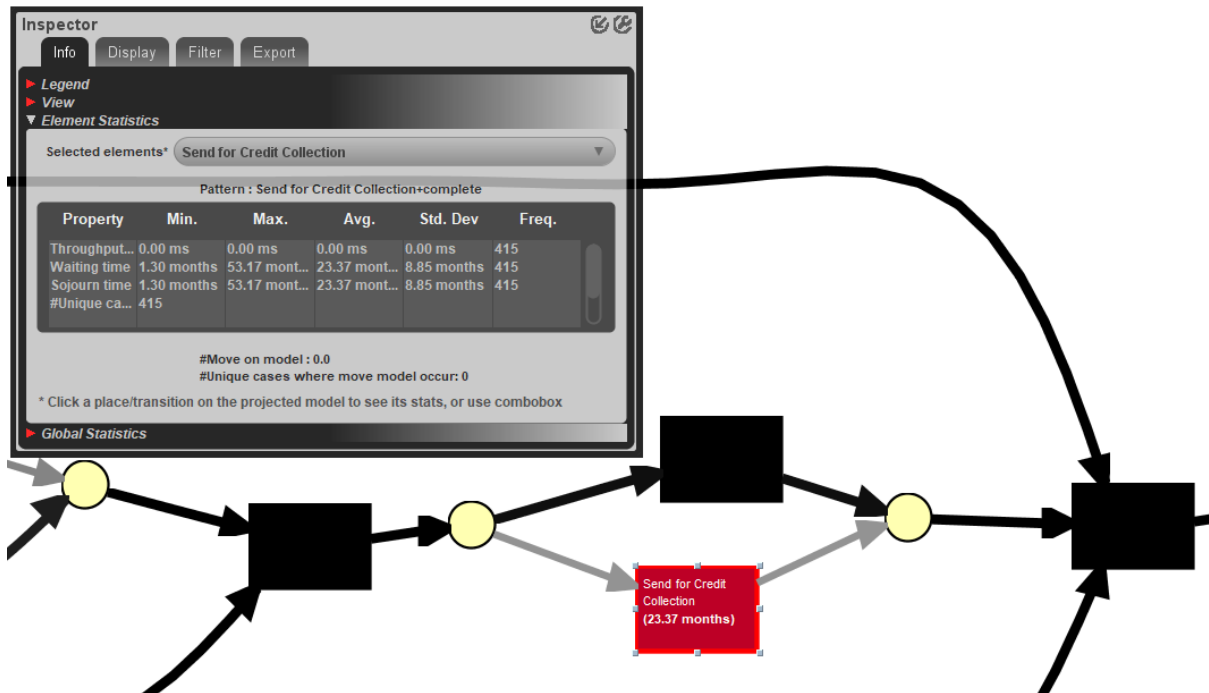 Inspector
Info Display Filter Export
Legend
View
Element Statistics
Selected elements* Send for Credit Collection
Pattern : Send for Credit Collection+complete
Property Min. Max. Avg. Std. Dev Freq.
Throughput... 0.00 ms 0.00 ms 0.00 ms 0.00 ms 415
Waiting time 1.30 months 53.17 mont... 23.37 mont... 8.85 months 415
Sojourn time 1.30 months 53.17 mont... 23.37 mont... 8.85 months 415
#Unique ca... 415
#Move on model : 0.0
#Unique cases where move model occur: 0
* Click a place/transition on the projected model to see its stats, or use combobox
Global Statistics
Send for Credit
Collection
(23.37 months)